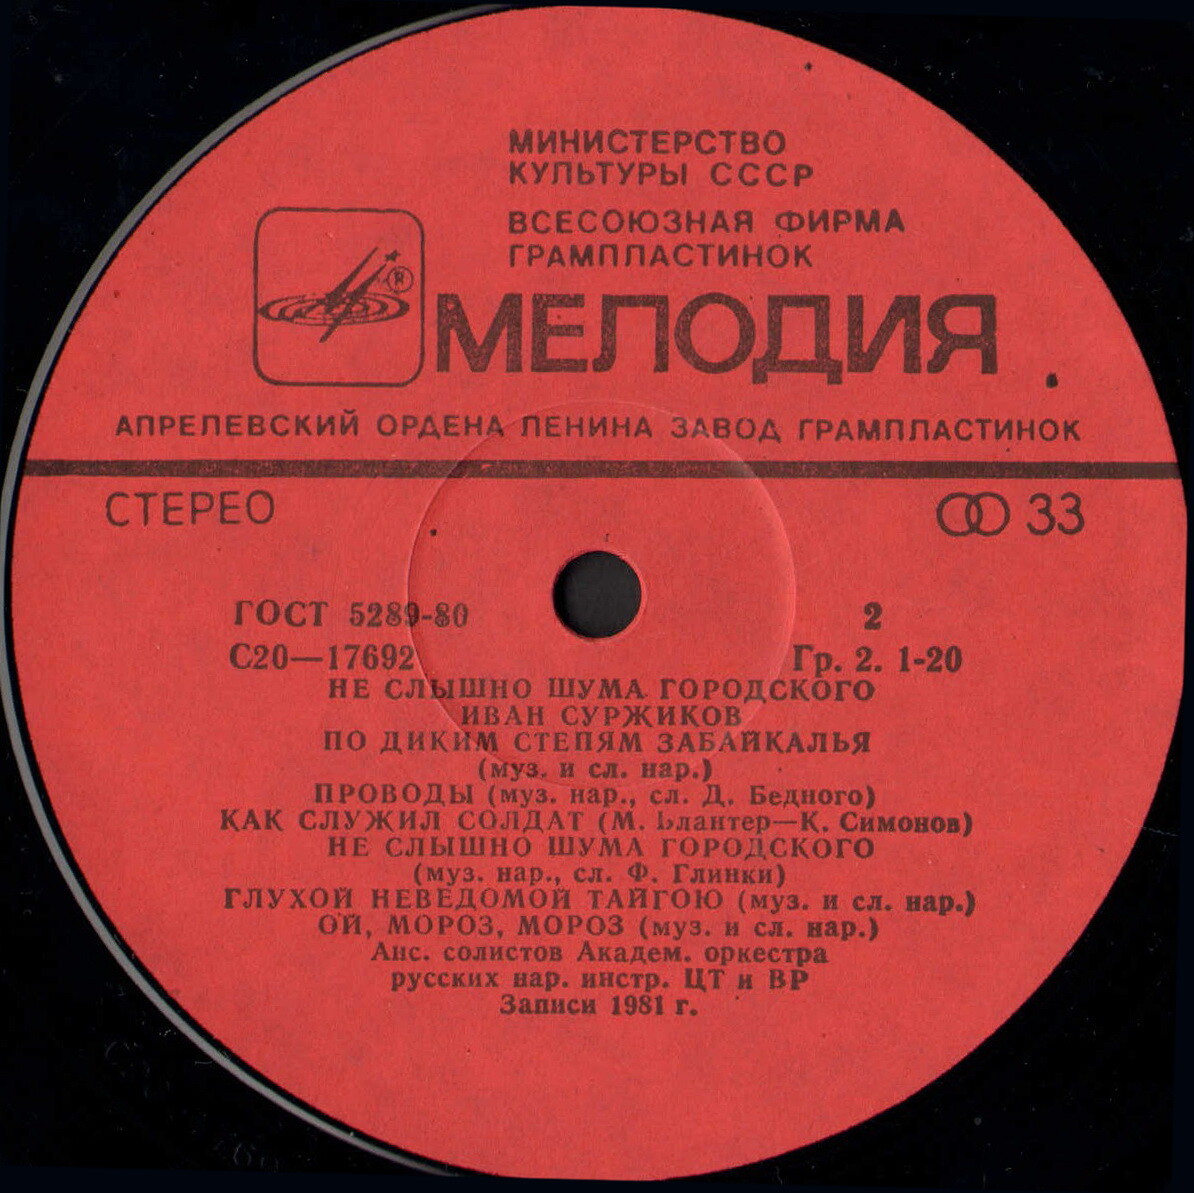 МИНИСТЕРСТВО
КУЛЬТУРЫ СССР
ВСЕСОЮЗНАЯ ФИРМА
ГРАМПЛАСТИНОК
МЕЛОДИЯ
АПРЕЛЕВСКИЙ ОРДЕНА ЛЕНИНА ЗАВОД ГРАМПЛАСТИНОК
СТЕРЕО
33
ГОСТ 5289-80
2
С20—17692
Гр. 2. 1-20
НЕ СЛЫШНО ШУМА ГОРОДСКОГО
ИВАН СУРЖИКОВ
ПО ДИКИМ СТЕПЯМ ЗАБАЙКАЛЬЯ
(муз. и сл. нар.)
ПРОВОДЫ (муз. нар., сл. Д. Бедного)
КАК СЛУЖИЛ СОЛДАТ (М. Блантер—К. Симонов)
НЕ СЛЫШНО ШУМА ГОРОДСКОГО
(муз. нар., сл. Ф. Глинки)
ГЛУХОЙ НЕВЕДОМОЙ ТАЙГОЮ (муз. и сл. нар.)
ОЙ, МОРОЗ, МОРОЗ (муз. и сл. нар.)
Анс. солистов Академ. оркестра
русских нар. инстр. ЦТ и ВР
Записи 1981 г.